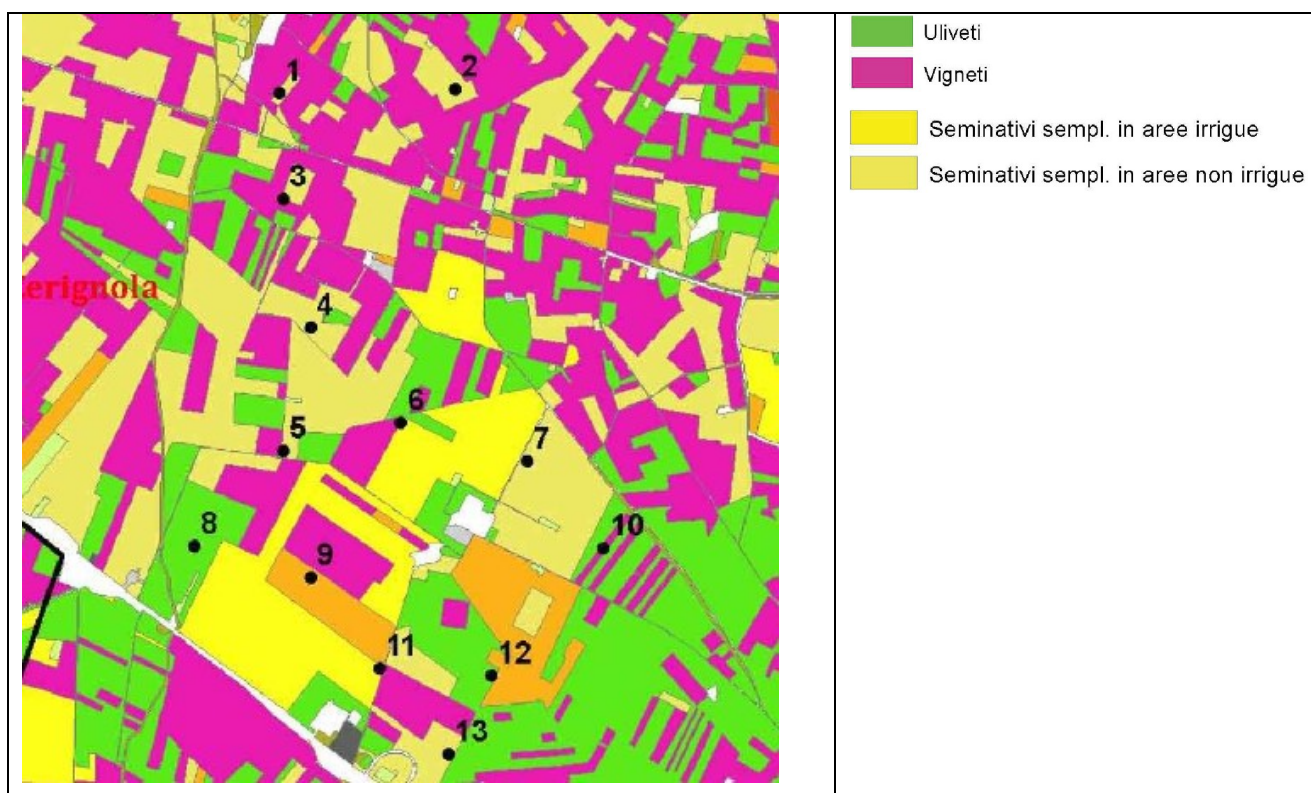 1
2
3
erignola
4
5
6
7
8
9
10
11
12
13
Uliveti
Vigneti
Seminativi sempl. in aree irrigue
Seminativi sempl. in aree non irrigue